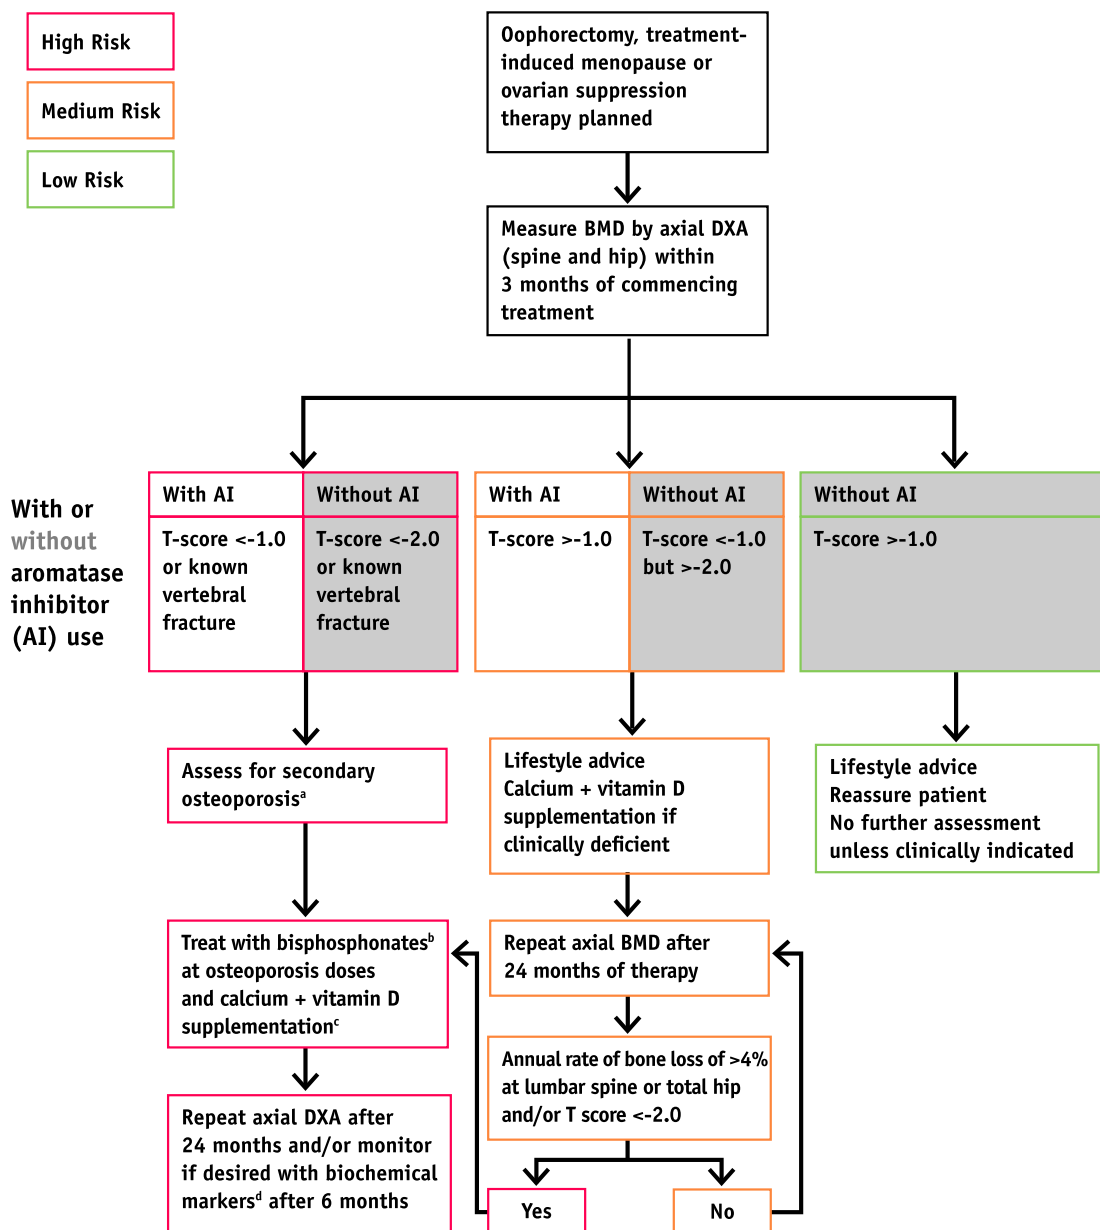 High Risk
Medium Risk
Low Risk
Oophorectomy, treatment-
induced menopause or
ovarian suppression
therapy planned
Measure BMD by axial DXA
(spine and hip) within
3 months of commencing
treatment
With or
without
aromatase
inhibitor
(AI) use
With AI
T-score <-1.0
or known
vertebral
fracture
Without AI
T-score <-2.0
or known
vertebral
fracture
With AI
T-score >-1.0
Without AI
T-score <-1.0
but >-2.0
Without AI
T-score >-1.0
Assess for secondary
osteoporosisᵃ
Treat with bisphosphonatesᵇ
at osteoporosis doses
and calcium + vitamin D
supplementationᶜ
Repeat axial DXA after
24 months and/or monitor
if desired with biochemical
markersᵈ after 6 months
Lifestyle advice
Calcium + vitamin D
supplementation if
clinically deficient
Repeat axial BMD after
24 months of therapy
Annual rate of bone loss of >4%
at lumbar spine or total hip
and/or T score <-2.0
Yes
No
Lifestyle advice
Reassure patient
No further assessment
unless clinically indicated